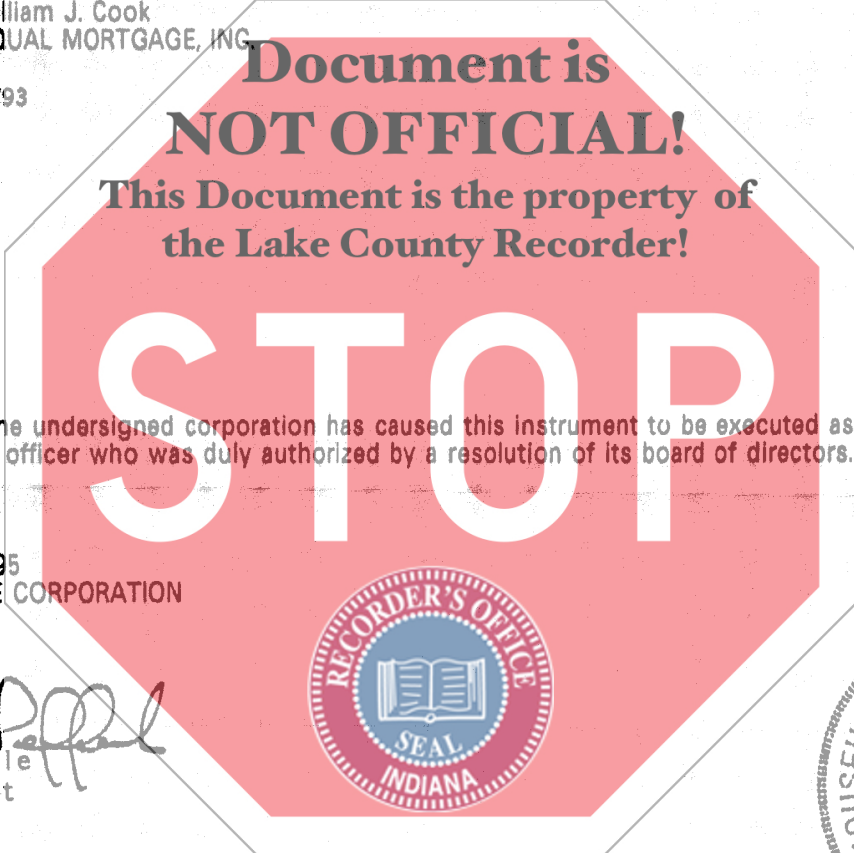 lliam J. Cook
QUAL MORTGAGE, INC.
Document is
'93
NOT OFFICIAL!
This Document is the property of
the Lake County Recorder!
STOP
he undersigned corporation has caused this instrument to be executed as
officer who was duly authorized by a resolution of its board of directors.
95
E CORPORATION
RECORDER'S OFFICE
SEAL
INDIANA
le
t